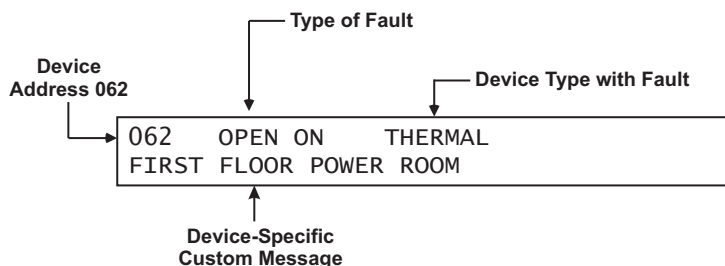 Type of Fault
Device
Address 062
Device Type with Fault
062 OPEN ON THERMAL
FIRST FLOOR POWER ROOM
Device-Specific
Custom Message